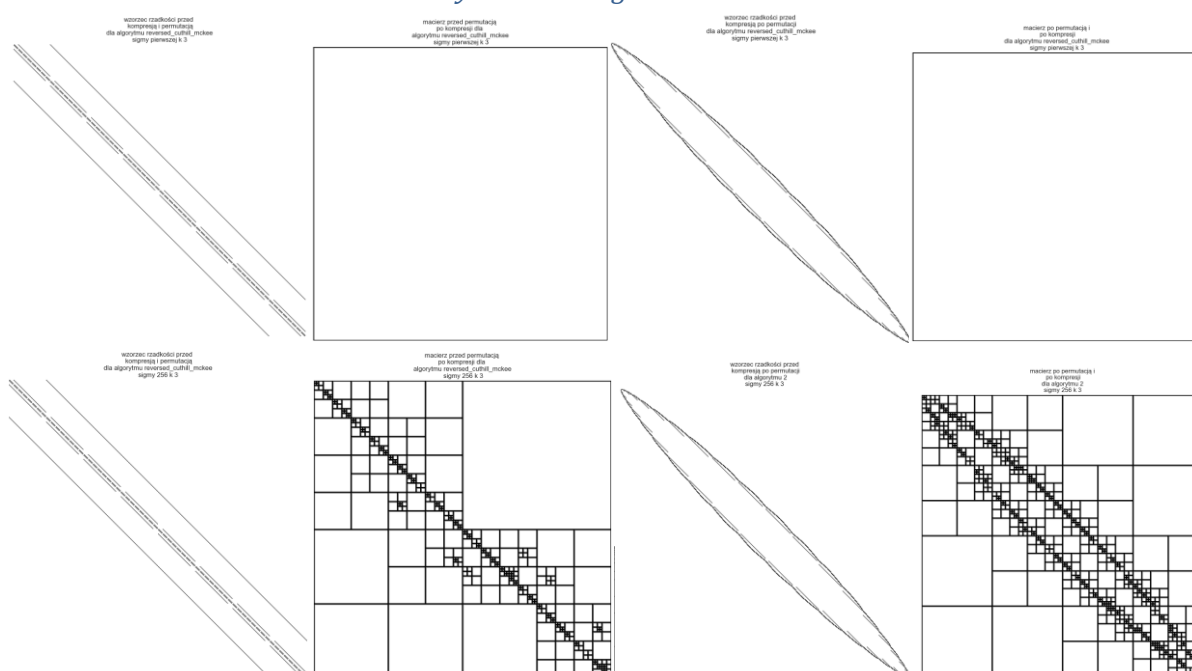 wzorzec rzadkości przed
kompresją i permutacją
dla algorytmu reversed_cuthill_mckee
sigmy pierwszej k 3
macierz przed permutacją
po kompresji dla
algorytmu reversed_cuthill_mckee
sigmy pierwszej k 3
wzorzec rzadkości przed
kompresją po permutacji
dla algorytmu reversed_cuthill_mckee
sigmy pierwszej k 3
macierz po permutacją i
po kompresji
dla algorytmu reversed_cuthill_mckee
sigmy pierwszej k 3
wzorzec rzadkości przed
kompresją i permutacją
dla algorytmu reversed_cuthill_mckee
sigmy 256 k 3
macierz przed permutacją
po kompresji dla
algorytmu reversed_cuthill_mckee
sigmy 256 k 3
wzorzec rzadkości przed
kompresją po permutacji
dla algorytmu 2
sigmy 256 k 3
macierz po permutacją i
po kompresji
dla algorytmu 2
sigmy 256 k 3